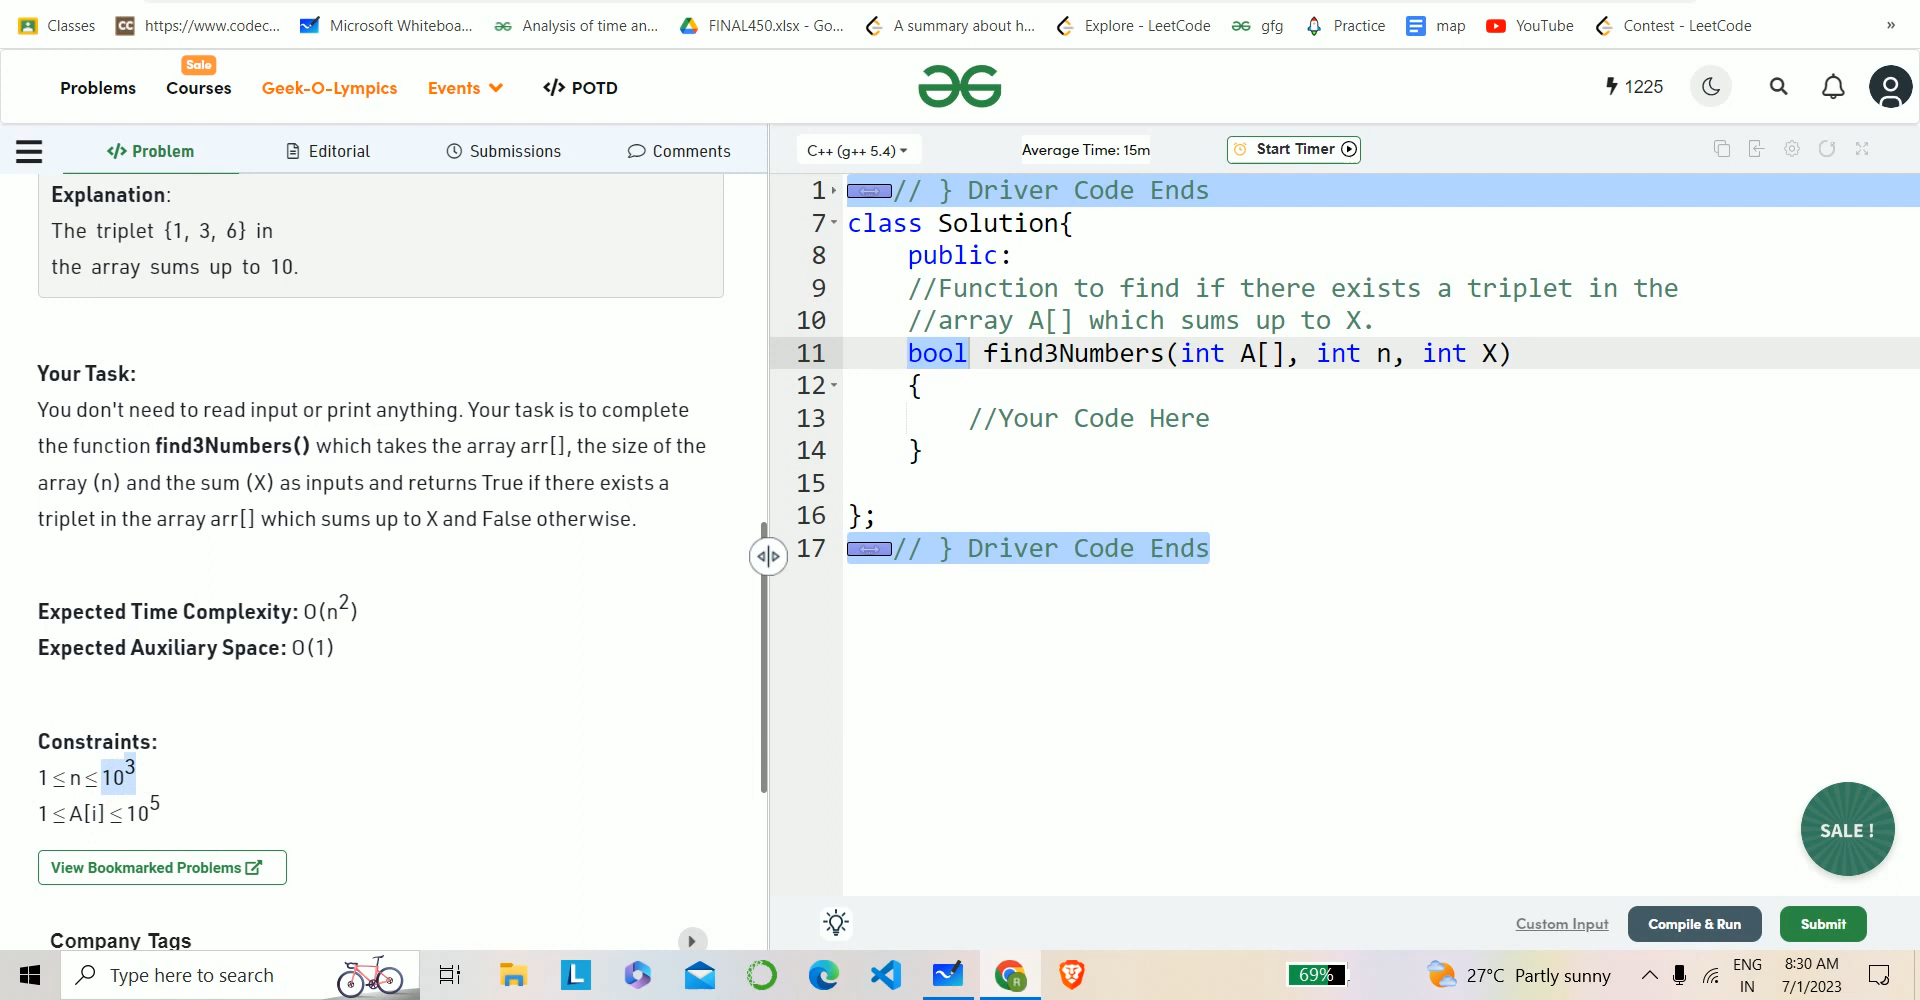 Classes https://www.codec... Microsoft Whiteboa... Analysis of time an... FINAL450.xlsx - Go... A summary about h... Explore - LeetCode gfg Practice map YouTube Contest - LeetCode »
Sale
Problems Courses Geek-O-Lympics Events </> POTD 1225
</> Problem Editorial Submissions Comments
Explanation:
The triplet {1, 3, 6} in
the array sums up to 10.
Your Task:
You don't need to read input or print anything. Your task is to complete
the function find3Numbers() which takes the array arr[], the size of the
array (n) and the sum (X) as inputs and returns True if there exists a
triplet in the array arr[] which sums up to X and False otherwise.
Expected Time Complexity: O(n²)
Expected Auxiliary Space: O(1)
Constraints:
1 ≤ n ≤ 10³
1 ≤ A[i] ≤ 10⁵
View Bookmarked Problems
Company Tags
C++ (g++ 5.4) Average Time: 15m Start Timer
1 // } Driver Code Ends
7 class Solution{
8 public:
9 //Function to find if there exists a triplet in the
10 //array A[] which sums up to X.
11 bool find3Numbers(int A[], int n, int X)
12 {
13 //Your Code Here
14 }
15
16 };
17 // } Driver Code Ends
SALE !
Custom Input Compile & Run Submit
Type here to search L R 69% 27°C Partly sunny ENG IN 8:30 AM 7/1/2023